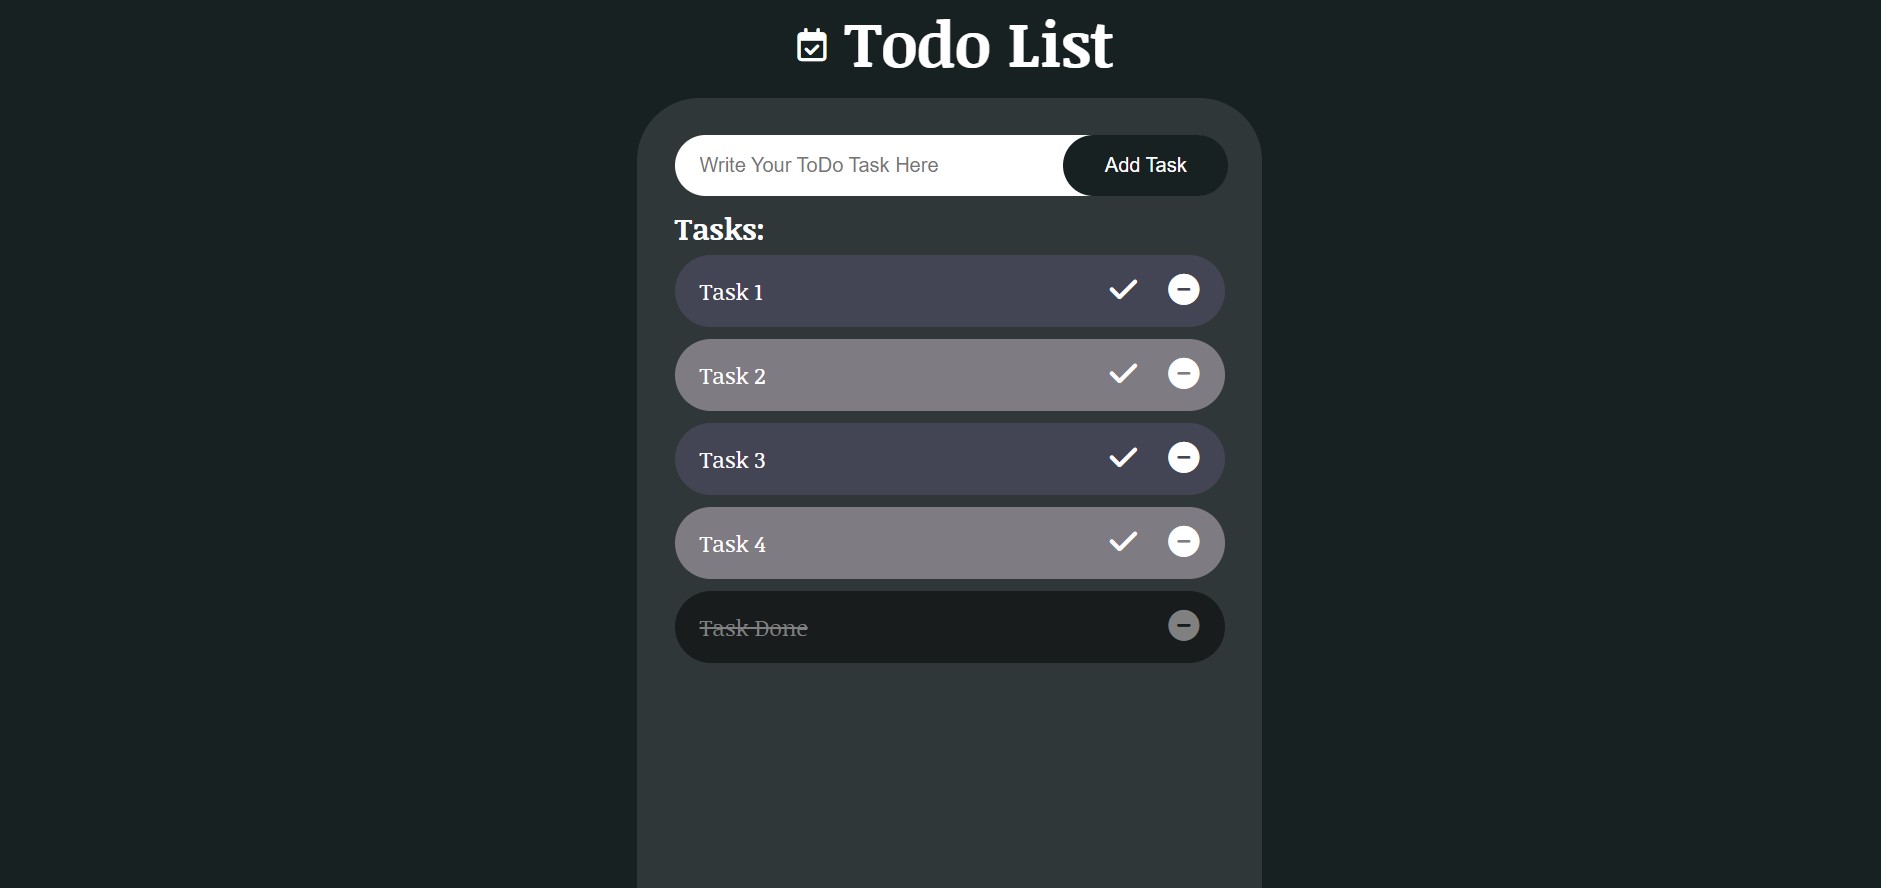 Todo List
Write Your ToDo Task Here
Add Task
Tasks:
Task 1
Task 2
Task 3
Task 4
Task Done